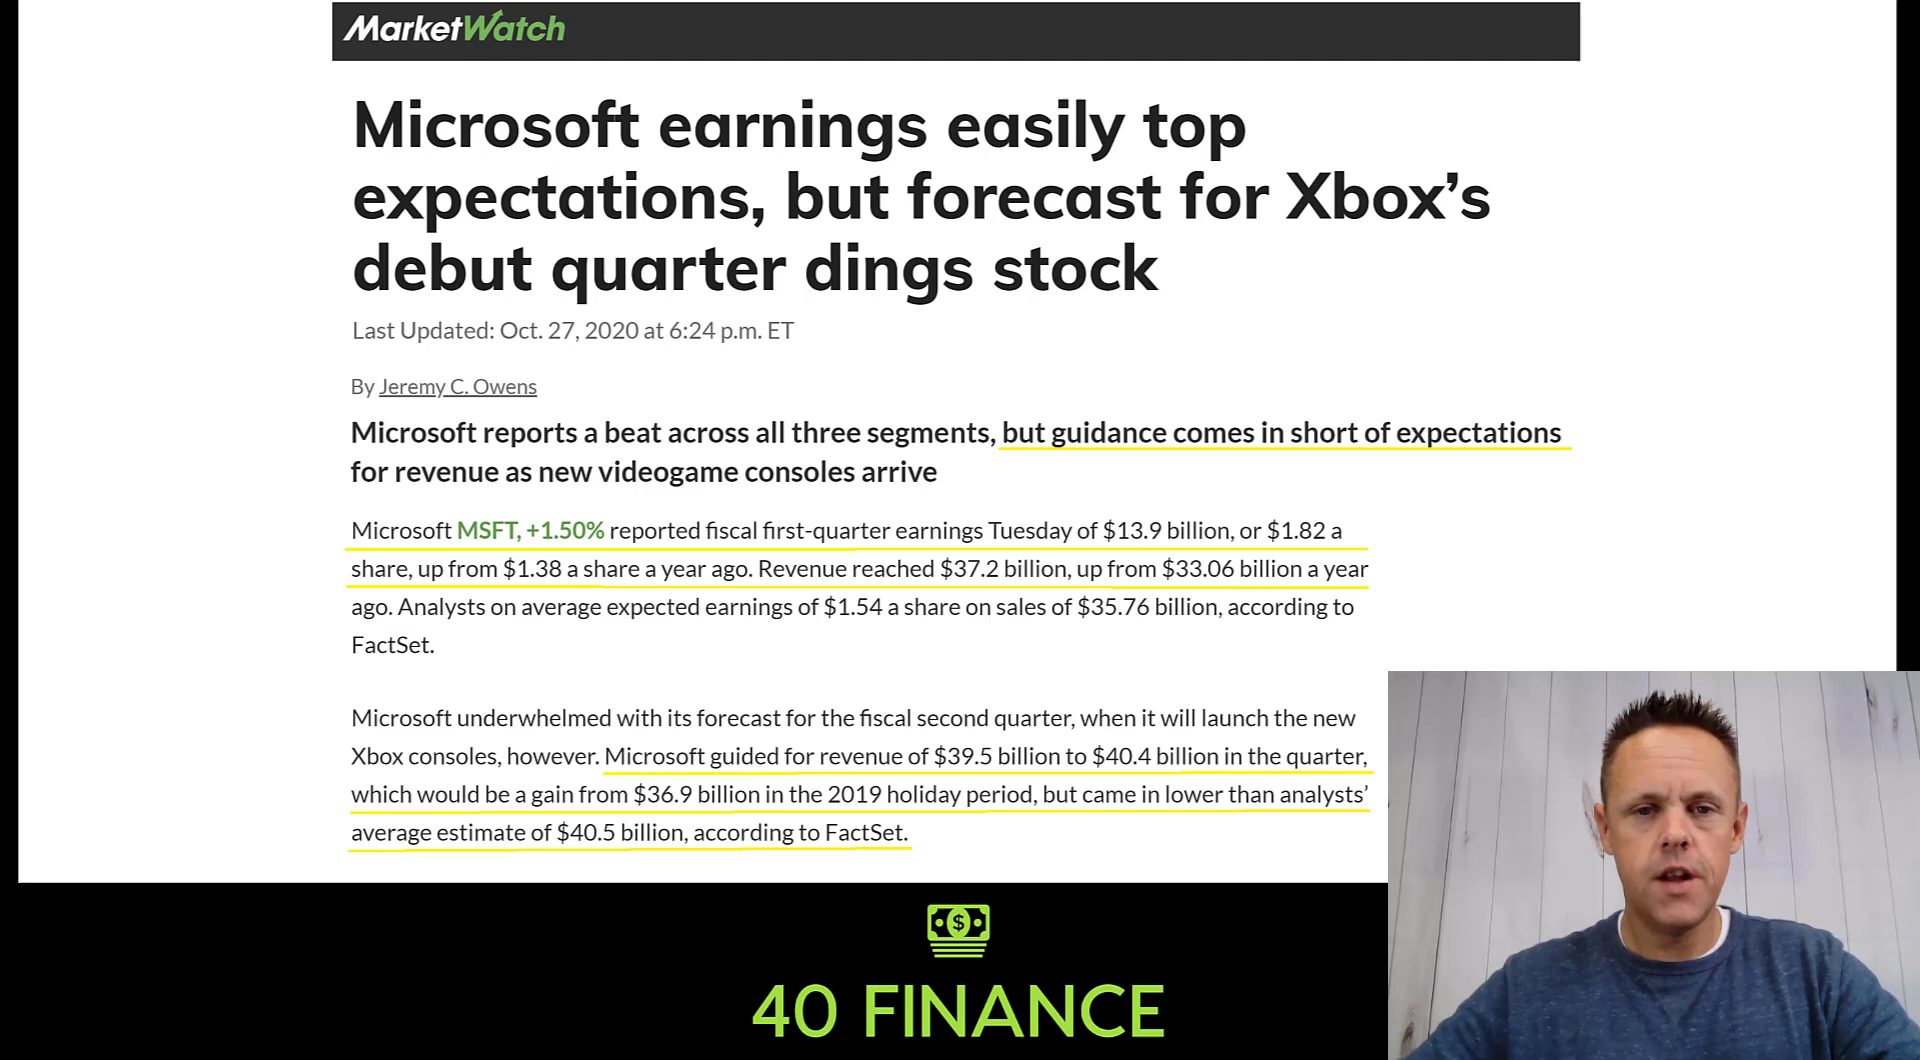 MarketWatch
Microsoft earnings easily top
expectations, but forecast for Xbox’s
debut quarter dings stock
Last Updated: Oct. 27, 2020 at 6:24 p.m. ET
By Jeremy C. Owens
Microsoft reports a beat across all three segments, but guidance comes in short of expectations
for revenue as new videogame consoles arrive
Microsoft MSFT, +1.50% reported fiscal first-quarter earnings Tuesday of $13.9 billion, or $1.82 a
share, up from $1.38 a share a year ago. Revenue reached $37.2 billion, up from $33.06 billion a year
ago. Analysts on average expected earnings of $1.54 a share on sales of $35.76 billion, according to
FactSet.
Microsoft underwhelmed with its forecast for the fiscal second quarter, when it will launch the new
Xbox consoles, however. Microsoft guided for revenue of $39.5 billion to $40.4 billion in the quarter,
which would be a gain from $36.9 billion in the 2019 holiday period, but came in lower than analysts’
average estimate of $40.5 billion, according to FactSet.
$
40 FINANCE